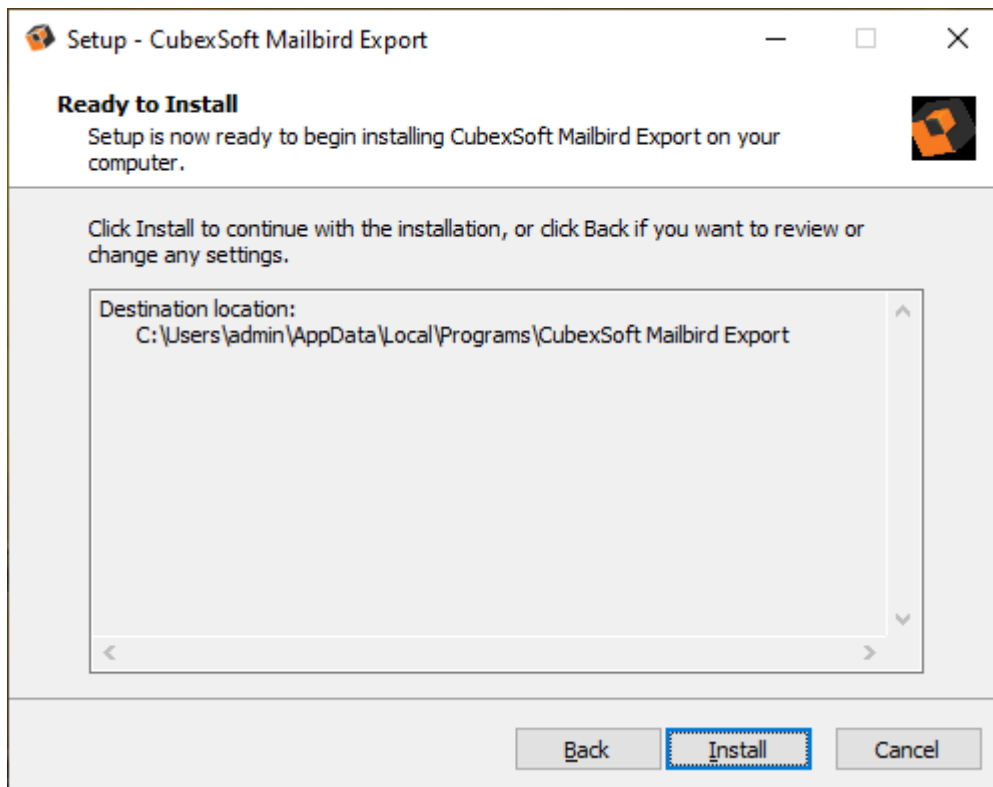 Setup - CubexSoft Mailbird Export
Ready to Install
Setup is now ready to begin installing CubexSoft Mailbird Export on your
computer.
Click Install to continue with the installation, or click Back if you want to review or
change any settings.
Destination location:
C:\Users\admin\AppData\Local\Programs\CubexSoft Mailbird Export
Back
Install
Cancel